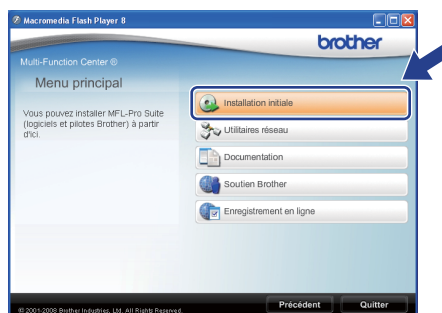 Macromedia Flash Player 8
brother
Multi-Function Center ®
Menu principal
Vous pouvez installer MFL-Pro Suite
(logiciels et pilotes Brother) à partir
d'ici.
Installation initiale
Utilitaires réseau
Documentation
Soutien Brother
Enregistrement en ligne
© 2001-2008 Brother Industries, Ltd. All Rights Reserved.
Précédent
Quitter